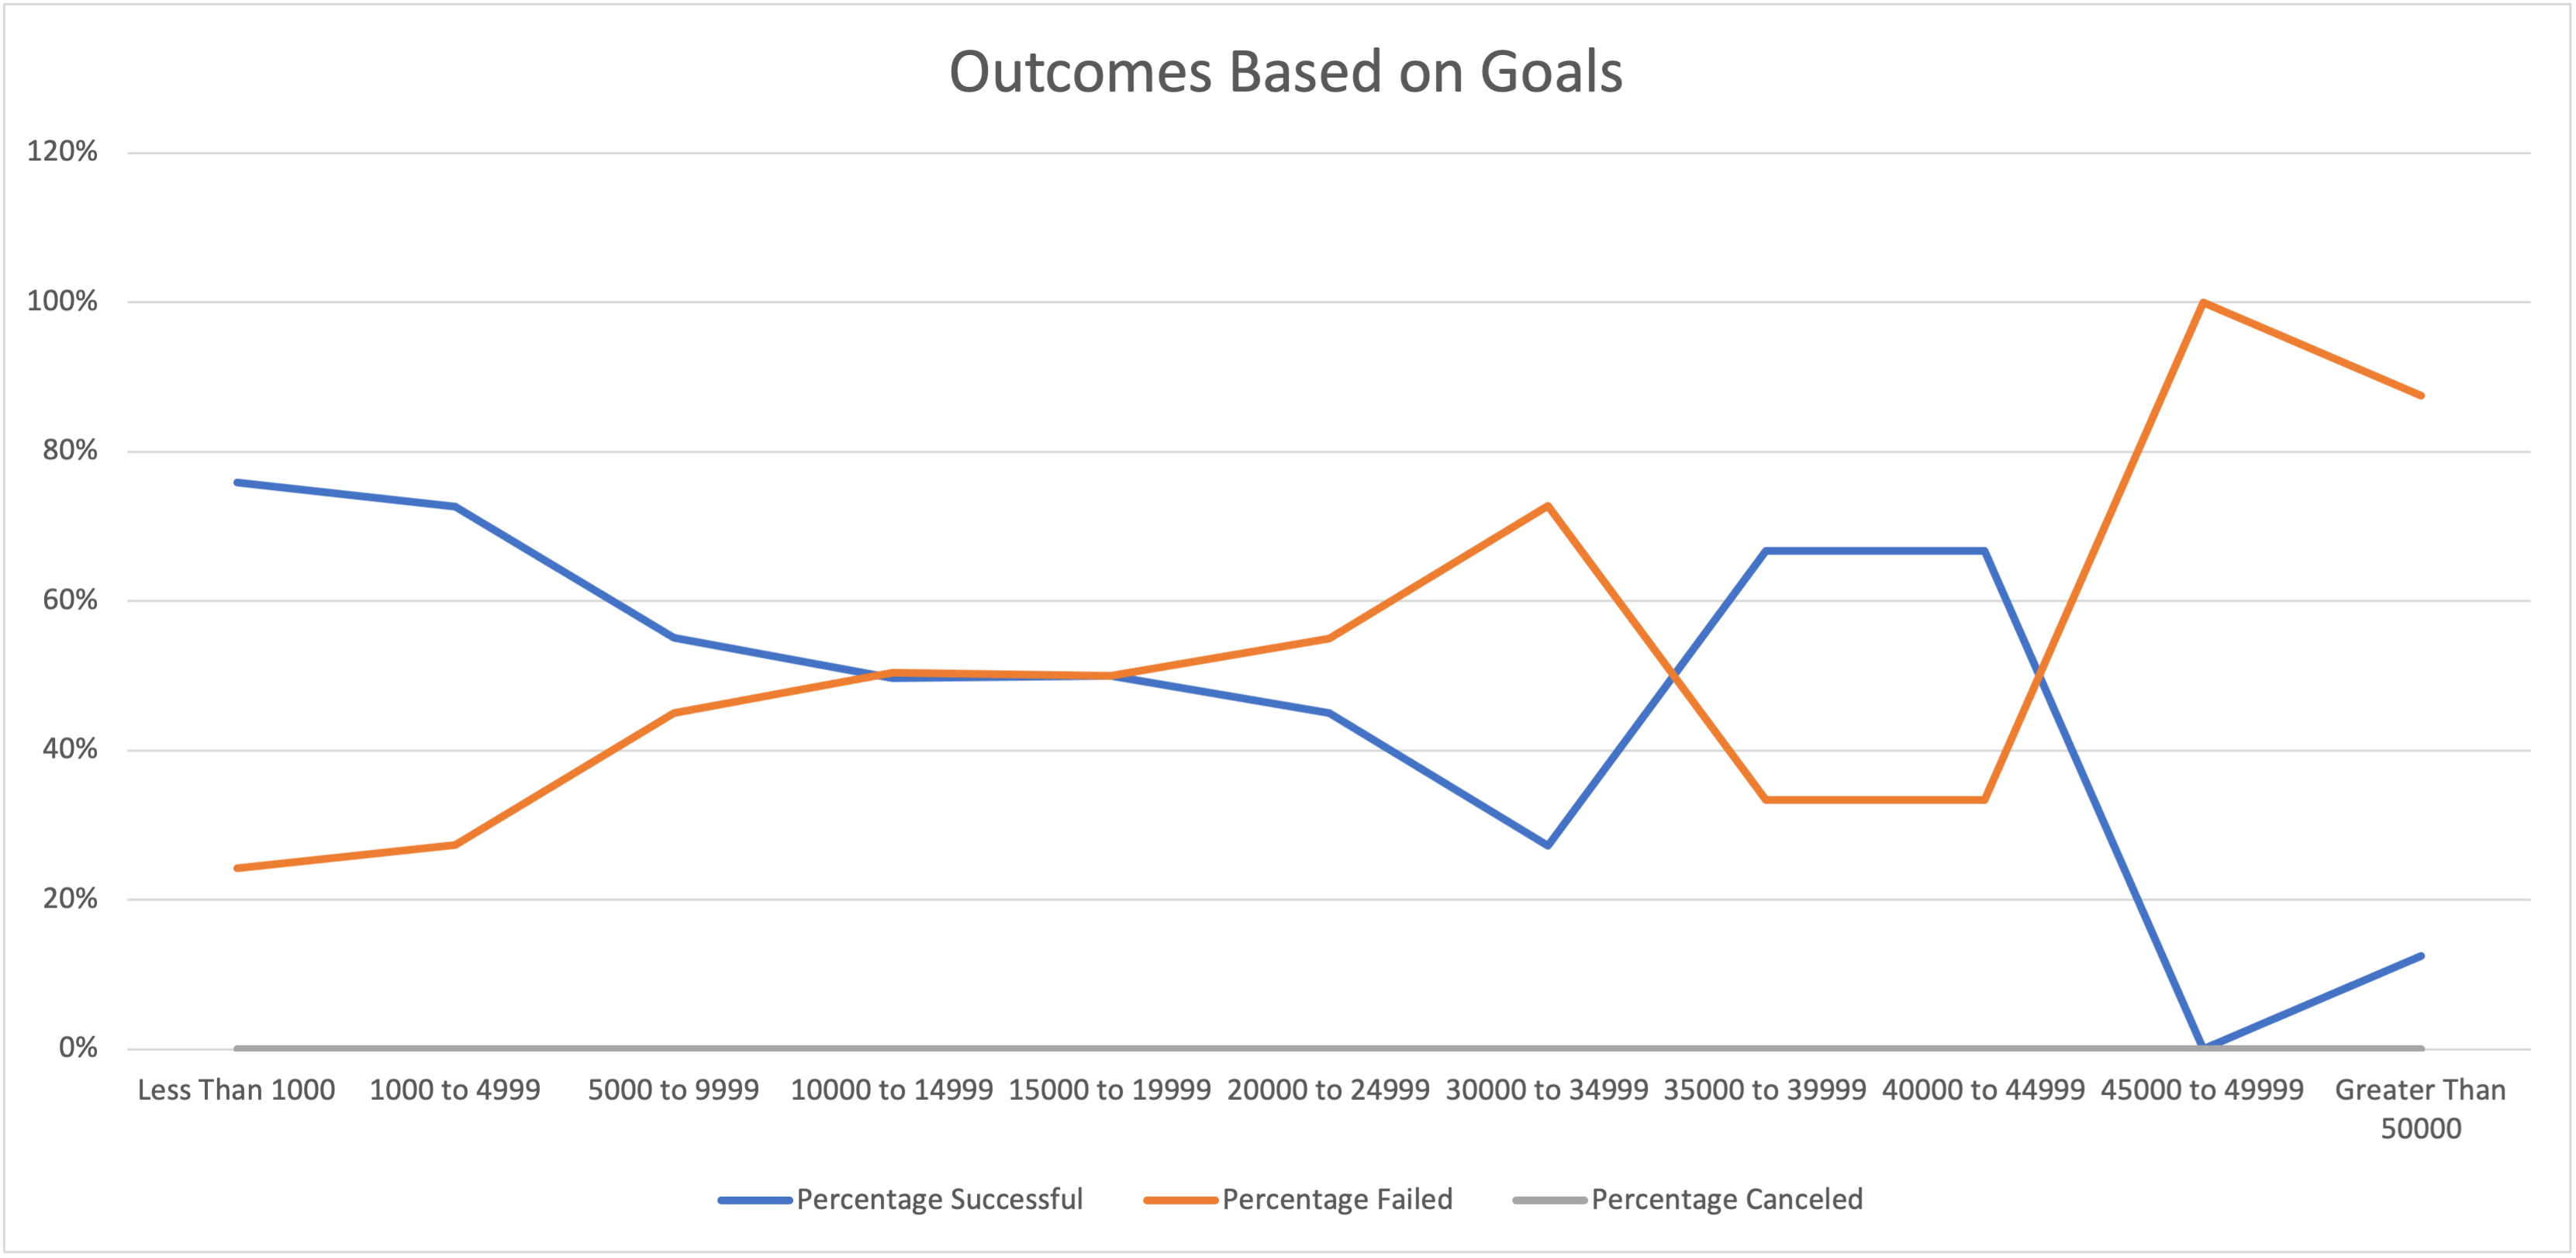 Outcomes Based on Goals
120%
100%
80%
60%
40%
20%
0%
Less Than 1000 1000 to 4999 5000 to 9999 10000 to 14999 15000 to 19999 20000 to 24999 30000 to 34999 35000 to 39999 40000 to 44999 45000 to 49999 Greater Than
50000
Percentage Successful Percentage Failed Percentage Canceled